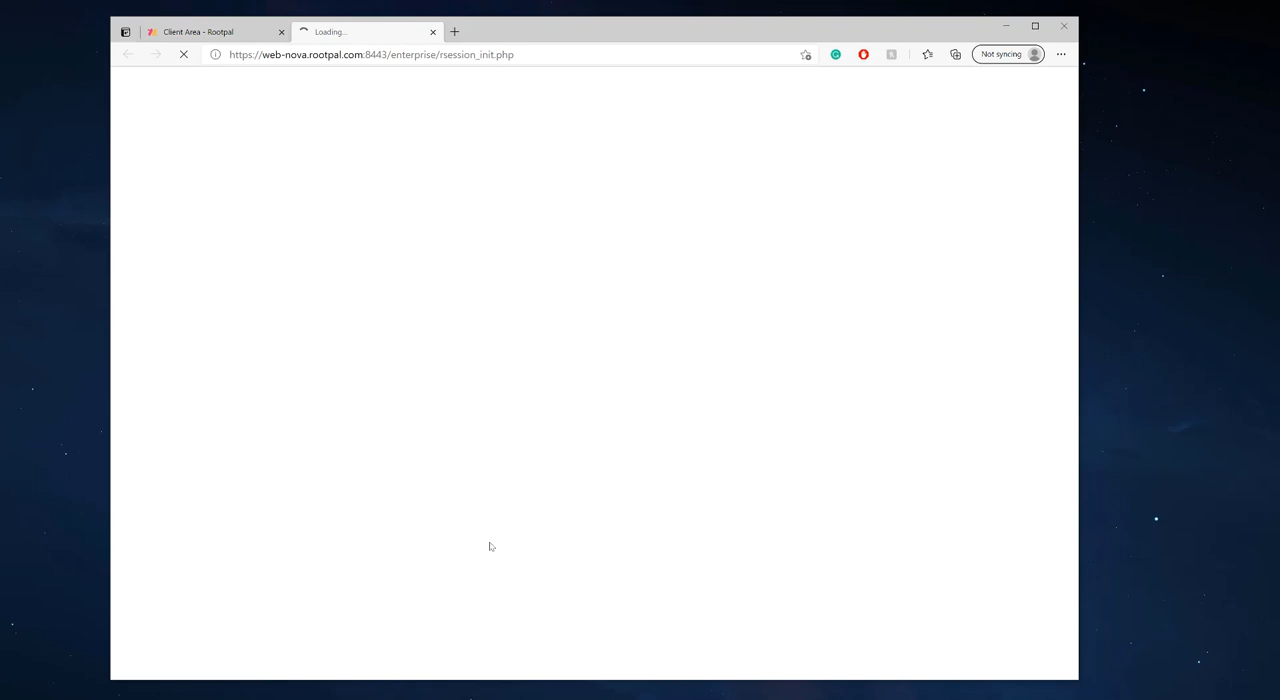 Client Area - Rootpal
Loading...
https://web-nova.rootpal.com:8443/enterprise/rsession_init.php
Not syncing